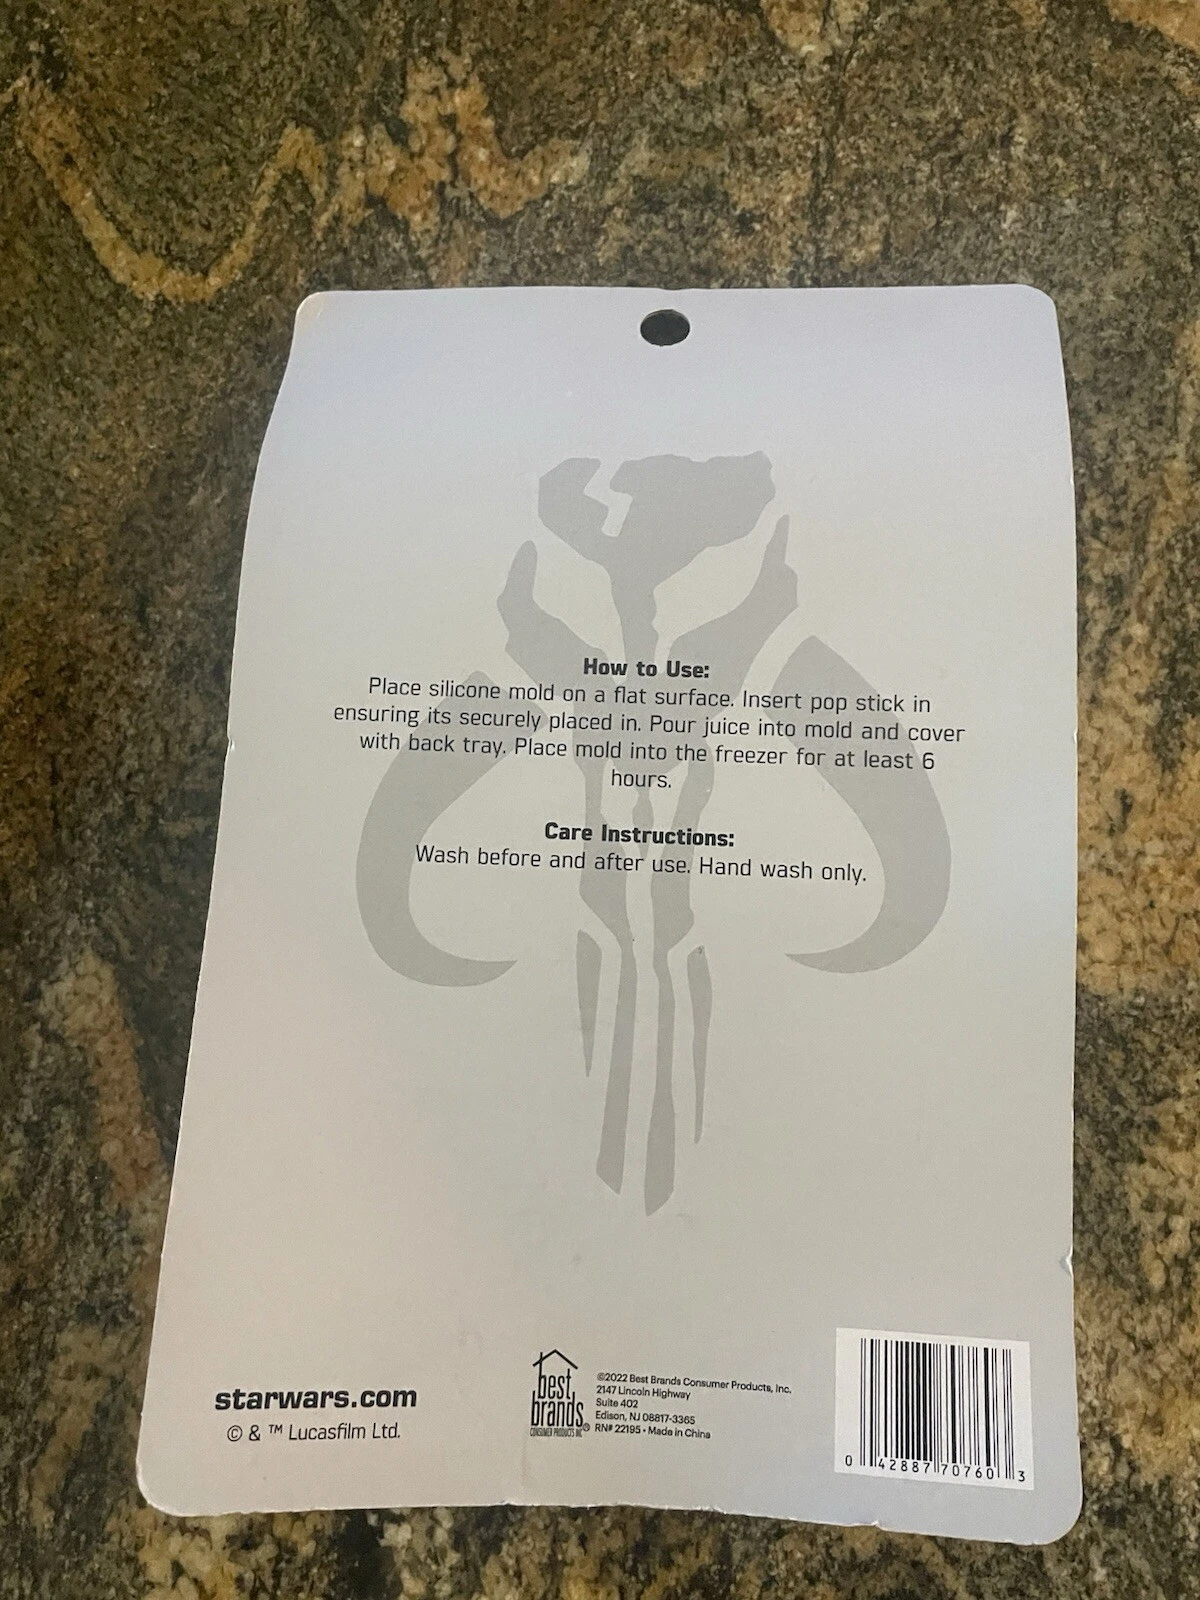 How to Use:
Place silicone mold on a flat surface. Insert pop stick in
ensuring its securely placed in. Pour juice into mold and cover
with back tray. Place mold into the freezer for at least 6
hours.
Care Instructions:
Wash before and after use. Hand wash only.
starwars.com
© & ™ Lucasfilm Ltd.
best
brands
CONSUMER PRODUCTS INC
®
©2022 Best Brands Consumer Products, Inc.
2147 Lincoln Highway
Suite 402
Edison, NJ 08817-3365
RN# 22195 • Made in China
0 42887 70760 3